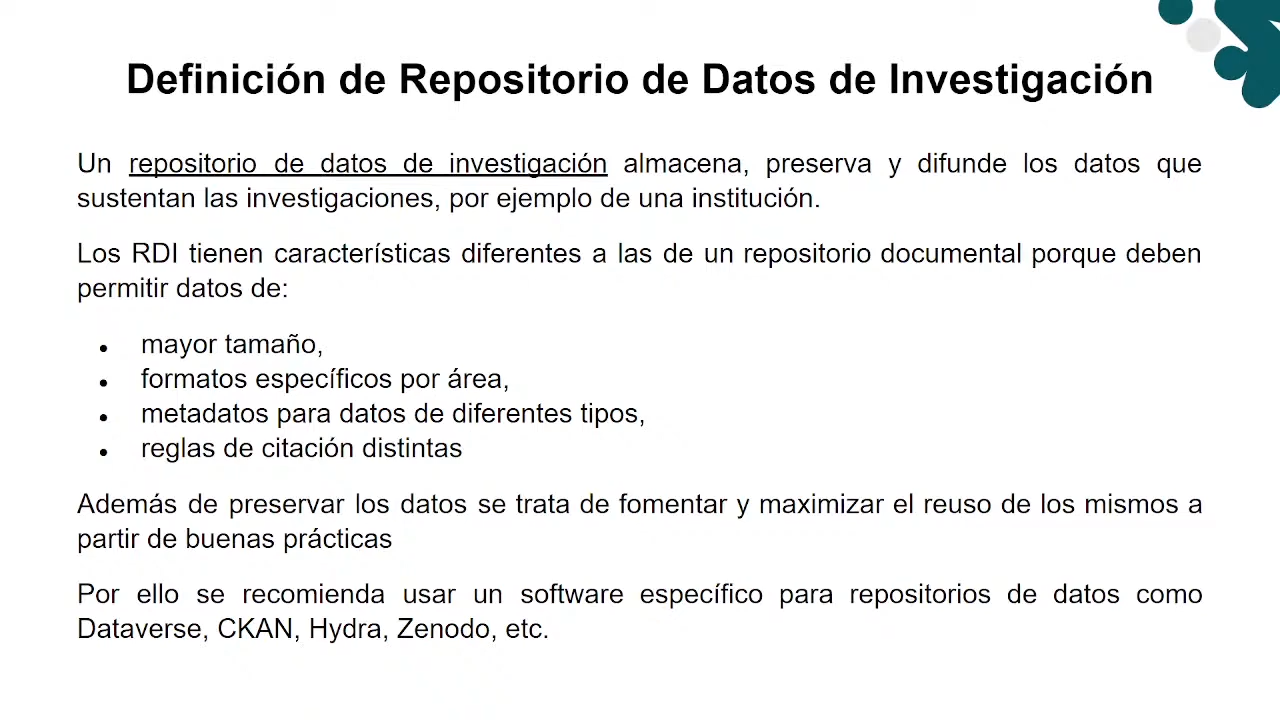 Definición de Repositorio de Datos de Investigación
Un repositorio de datos de investigación almacena, preserva y difunde los datos que
sustentan las investigaciones, por ejemplo de una institución.
Los RDI tienen características diferentes a las de un repositorio documental porque deben
permitir datos de:
● mayor tamaño,
● formatos específicos por área,
● metadatos para datos de diferentes tipos,
● reglas de citación distintas
Además de preservar los datos se trata de fomentar y maximizar el reuso de los mismos a
partir de buenas prácticas
Por ello se recomienda usar un software específico para repositorios de datos como
Dataverse, CKAN, Hydra, Zenodo, etc.